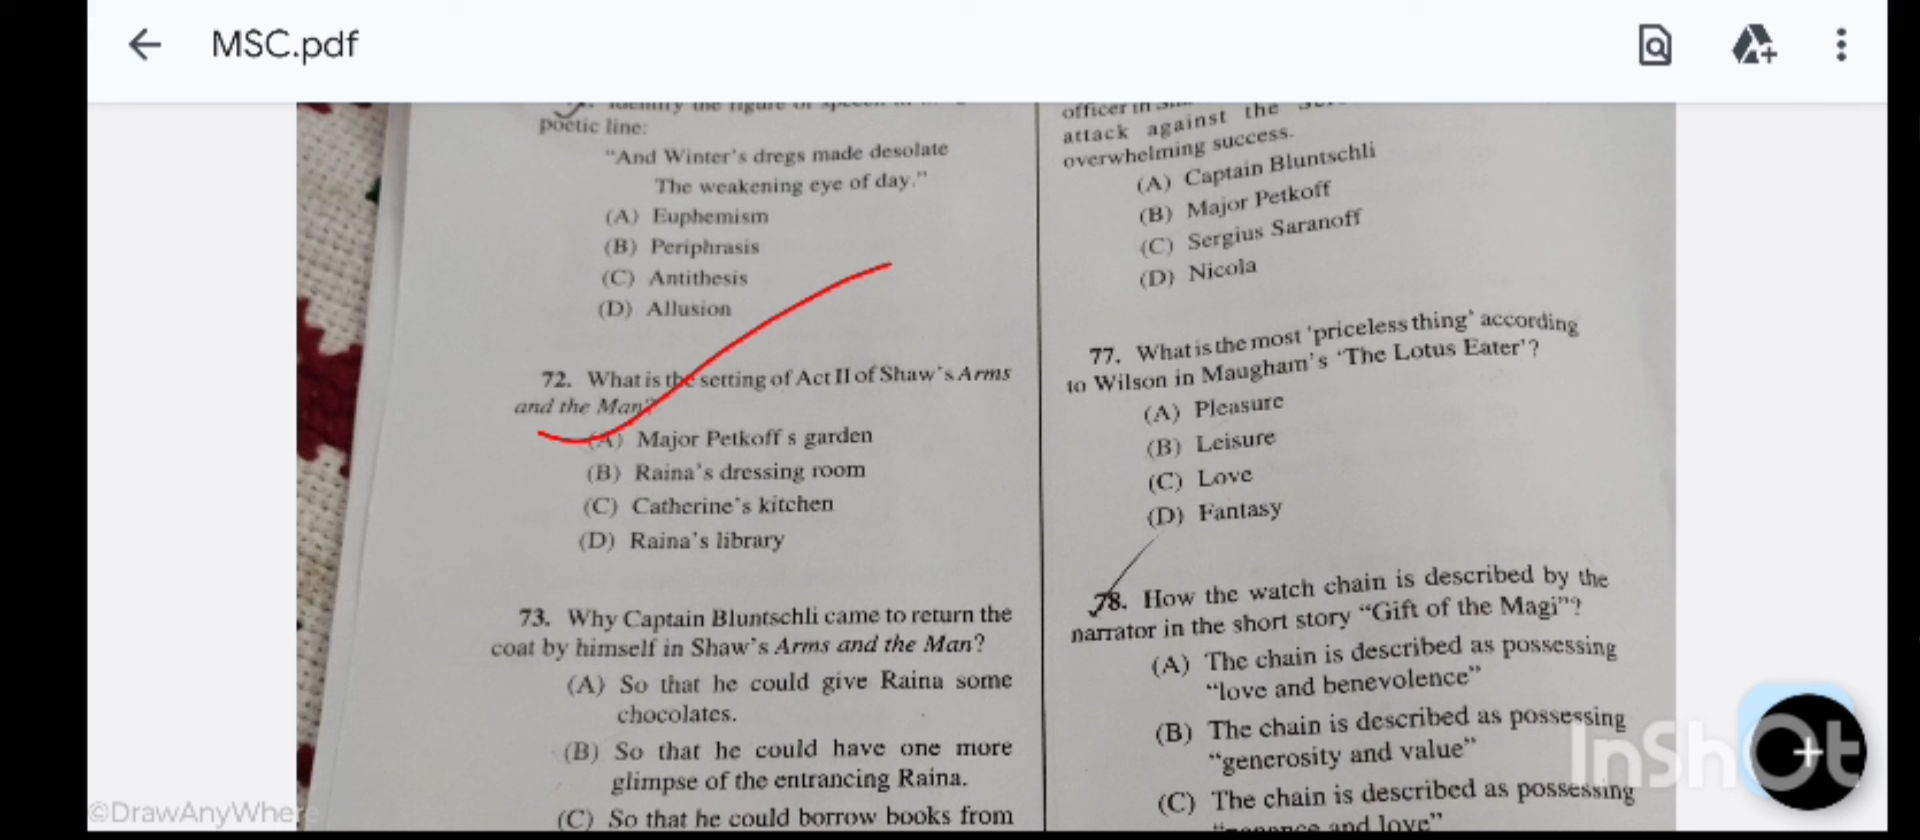 MSC.pdf
poetic line:
"And Winter's dregs made desolate
The weakening eye of day."
(A) Euphemism
(B) Periphrasis
(C) Antithesis
(D) Allusion
72. What is the setting of Act II of Shaw's Arms
and the Man?
(A) Major Petkoff s garden
(B) Raina's dressing room
(C) Catherine's kitchen
(D) Raina's library
73. Why Captain Bluntschli came to return the
coat by himself in Shaw's Arms and the Man?
(A) So that he could give Raina some
chocolates.
(B) So that he could have one more
glimpse of the entrancing Raina.
(C) So that he could borrow books from
officer in
attack against the
overwhelming success.
(A) Captain Bluntschli
(B) Major Petkoff
(C) Sergius Saranoff
(D) Nicola
77. What is the most 'priceless thing' according
to Wilson in Maugham's 'The Lotus Eater'?
(A) Pleasure
(B) Leisure
(C) Love
(D) Fantasy
78. How the watch chain is described by the
narrator in the short story "Gift of the Magi"?
(A) The chain is described as possessing
"love and benevolence"
(B) The chain is described as possessing
"generosity and value"
(C) The chain is described as possessing
and love"
InShOt
©DrawAnyWhere